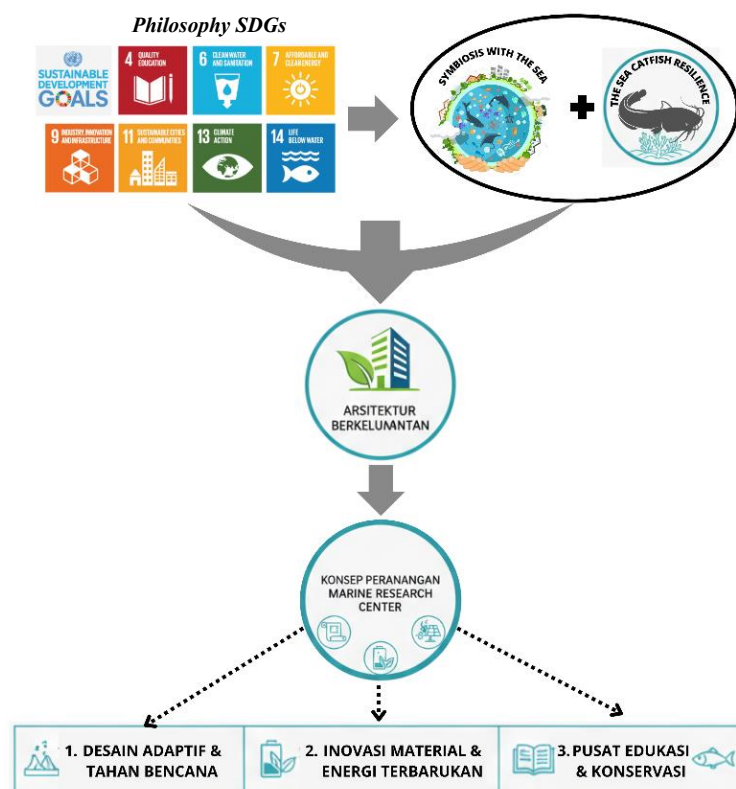 Philosophy SDGs
SUSTAINABLE
DEVELOPMENT
GOALS
4 QUALITY
EDUCATION
6 CLEAN WATER
AND SANITATION
7 AFFORDABLE AND
CLEAN ENERGY
9 INDUSTRY, INNOVATION
AND INFRASTRUCTURE
11 SUSTAINABLE CITIES
AND COMMUNITIES
13 CLIMATE
ACTION
14 LIFE
BELOW WATER
SYMBIOSIS WITH THE SEA
THE SEA CATFISH RESILIENCE
ARSITEKTUR
BERKELUMANTAN
KONSEP PERANANGAN
MARINE RESEARCH
CENTER
1. DESAIN ADAPTIF &
TAHAN BENCANA
2. INOVASI MATERIAL &
ENERGI TERBARUKAN
3. PUSAT EDUKASI
& KONSERVASI